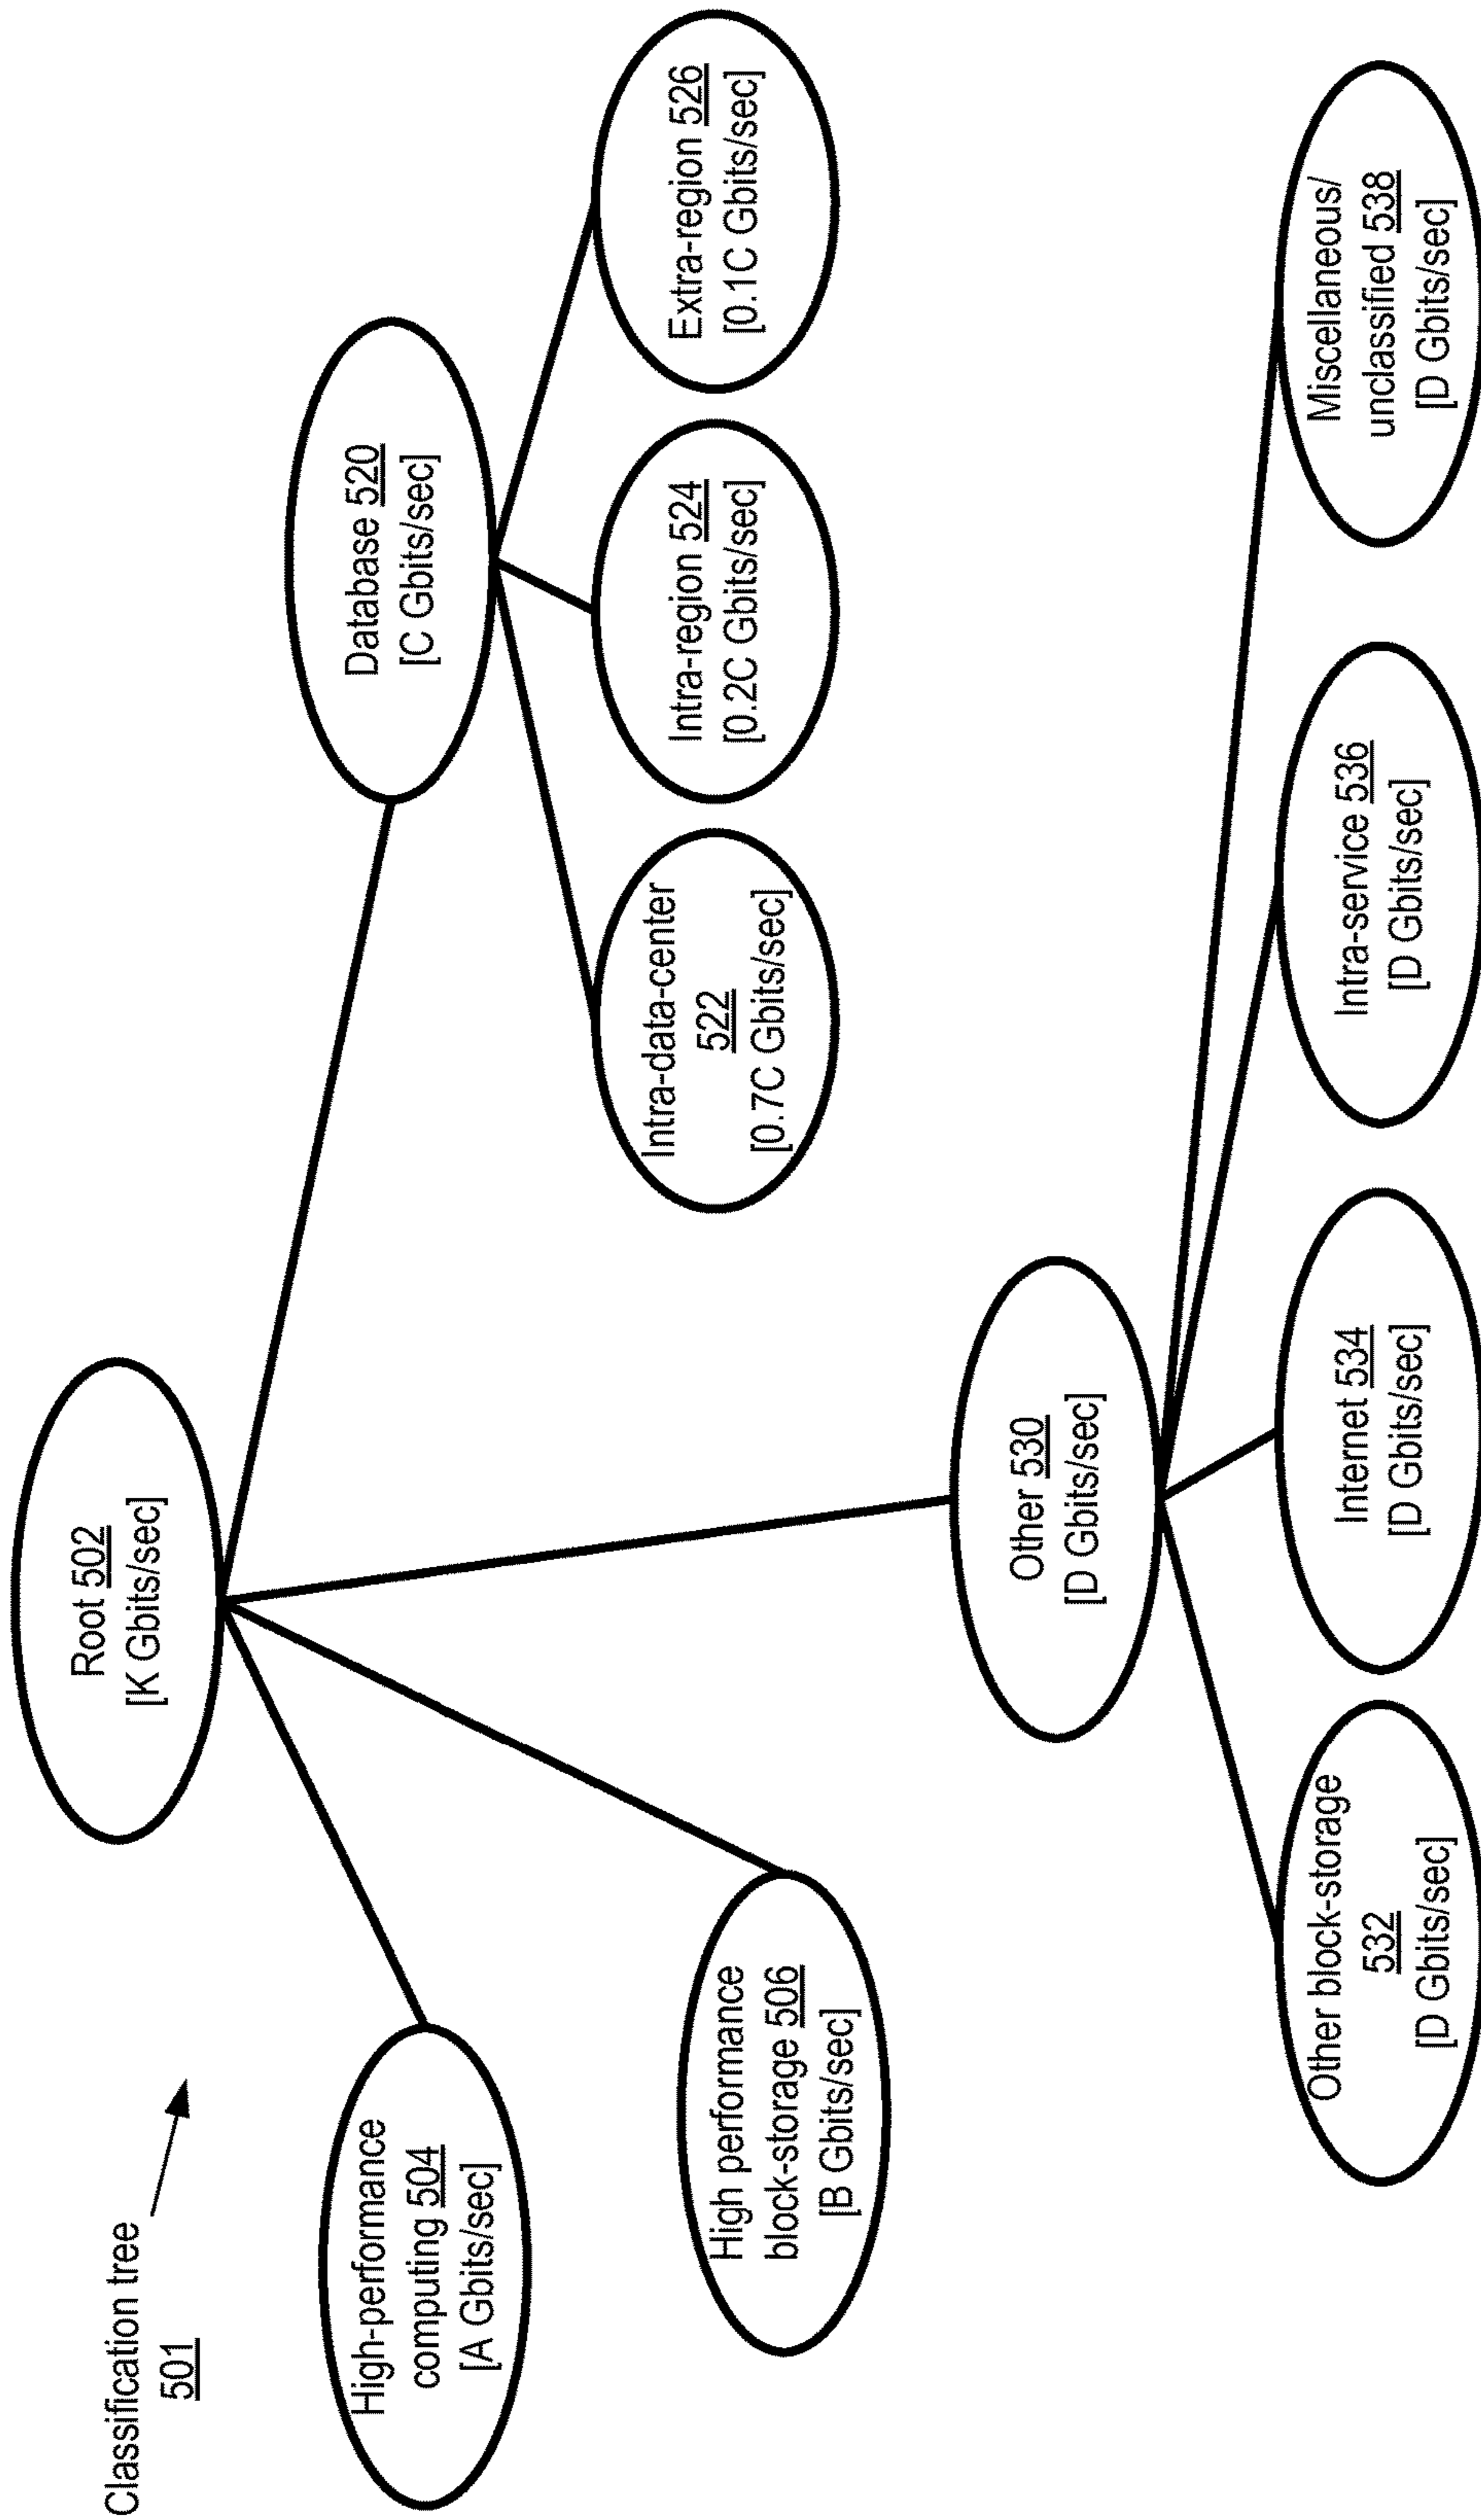 Classification tree
501
Root 502
[K Gbits/sec]
High-performance
computing 504
[A Gbits/sec]
Database 520
[C Gbits/sec]
High performance
block-storage 506
[B Gbits/sec]
Intra-data-center
522
[0.7C Gbits/sec]
Intra-region 524
[0.2C Gbits/sec]
Extra-region 526
[0.1C Gbits/sec]
Other 530
[D Gbits/sec]
Other block-storage
532
[D Gbits/sec]
Internet 534
[D Gbits/sec]
Intra-service 536
[D Gbits/sec]
Miscellaneous/
unclassified 538
[D Gbits/sec]